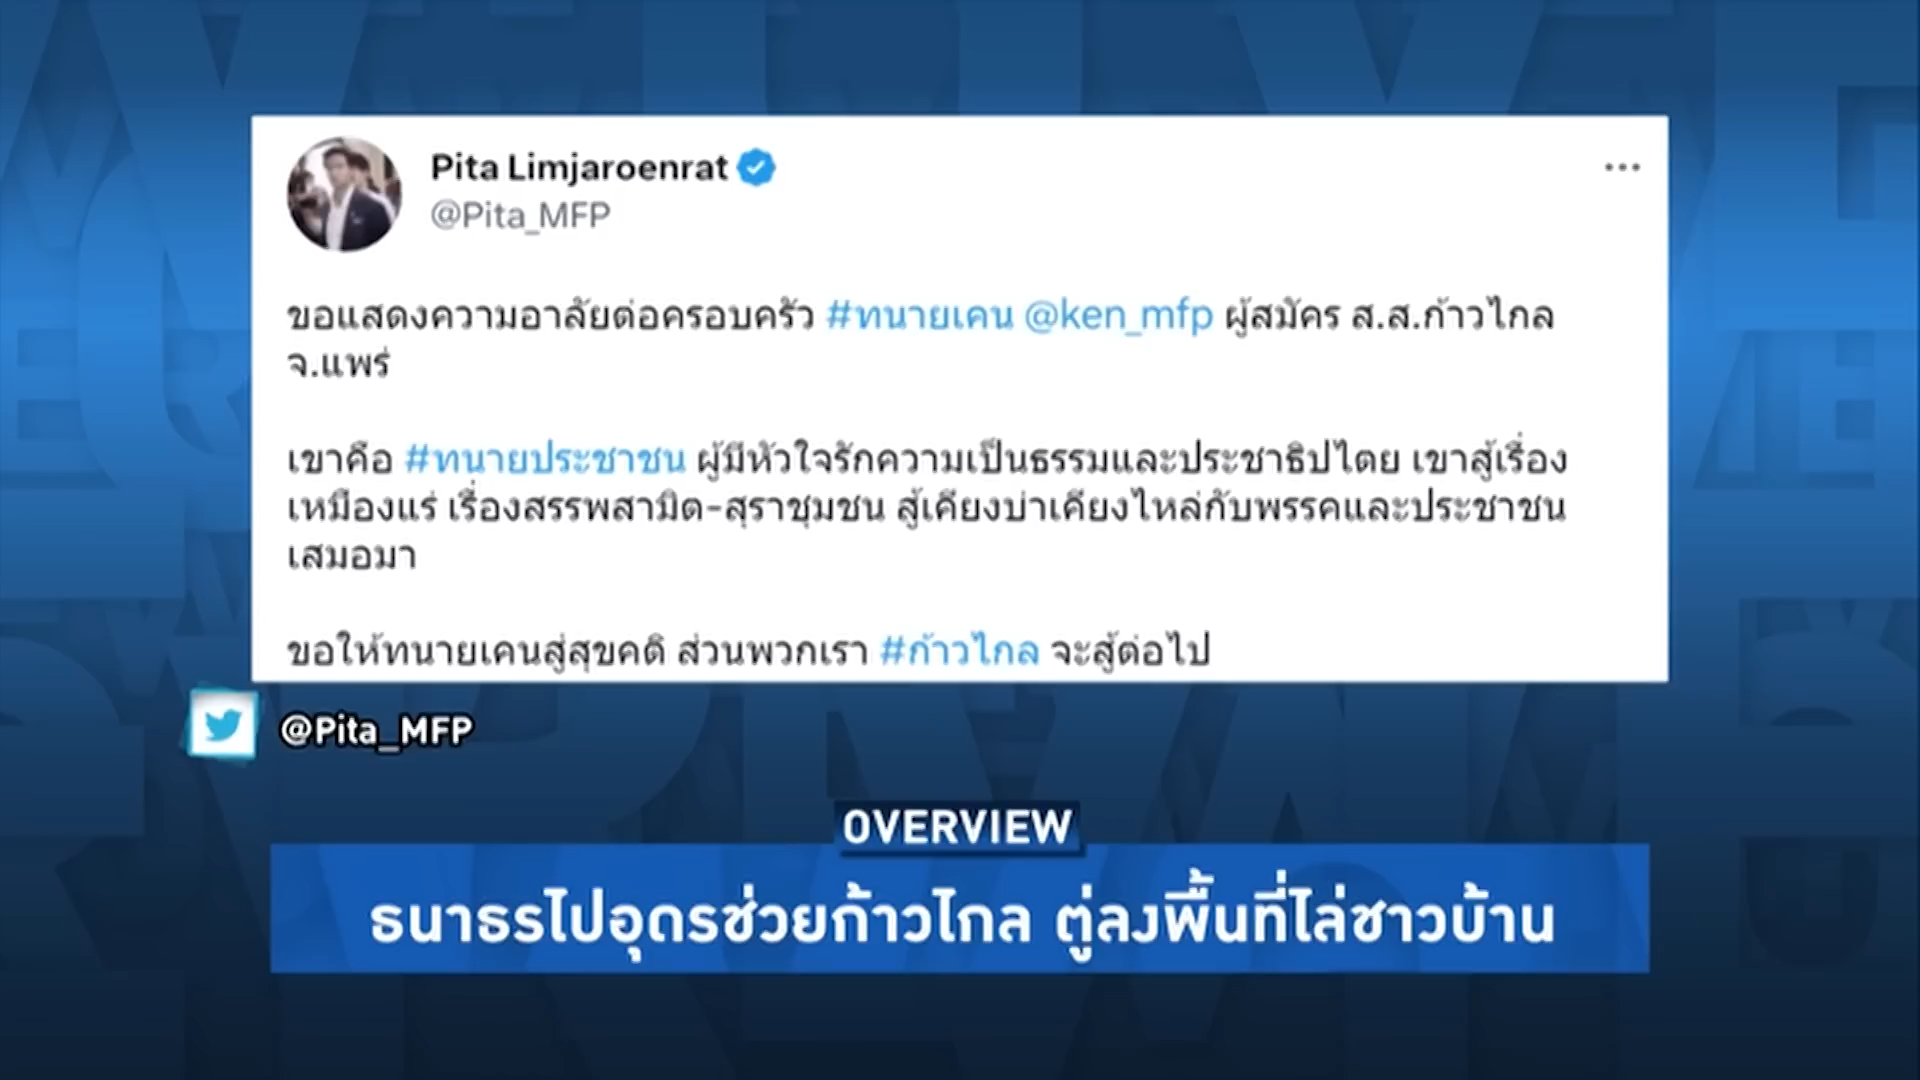 Pita Limjaroenrat
@Pita_MFP
ขอแสดงความอาลัยต่อครอบครัว #ทนายเคน @ken_mfp ผู้สมัคร ส.ส.ก้าวไกล
จ.แพร่
เขาคือ #ทนายประชาชน ผู้มีหัวใจรักความเป็นธรรมและประชาธิปไตย เขาสู้เรื่อง
เหมืองแร่ เรื่องสรรพสามิต-สุราชุมชน สู้เคียงบ่าเคียงไหล่กับพรรคและประชาชน
เสมอมา
ขอให้ทนายเคนสู่สุขคติ ส่วนพวกเรา #ก้าวไกล จะสู้ต่อไป
@Pita_MFP
OVERVIEW
ธนาธรไปอุดรช่วยก้าวไกล ตู่ลงพื้นที่ไล่ชาวบ้าน